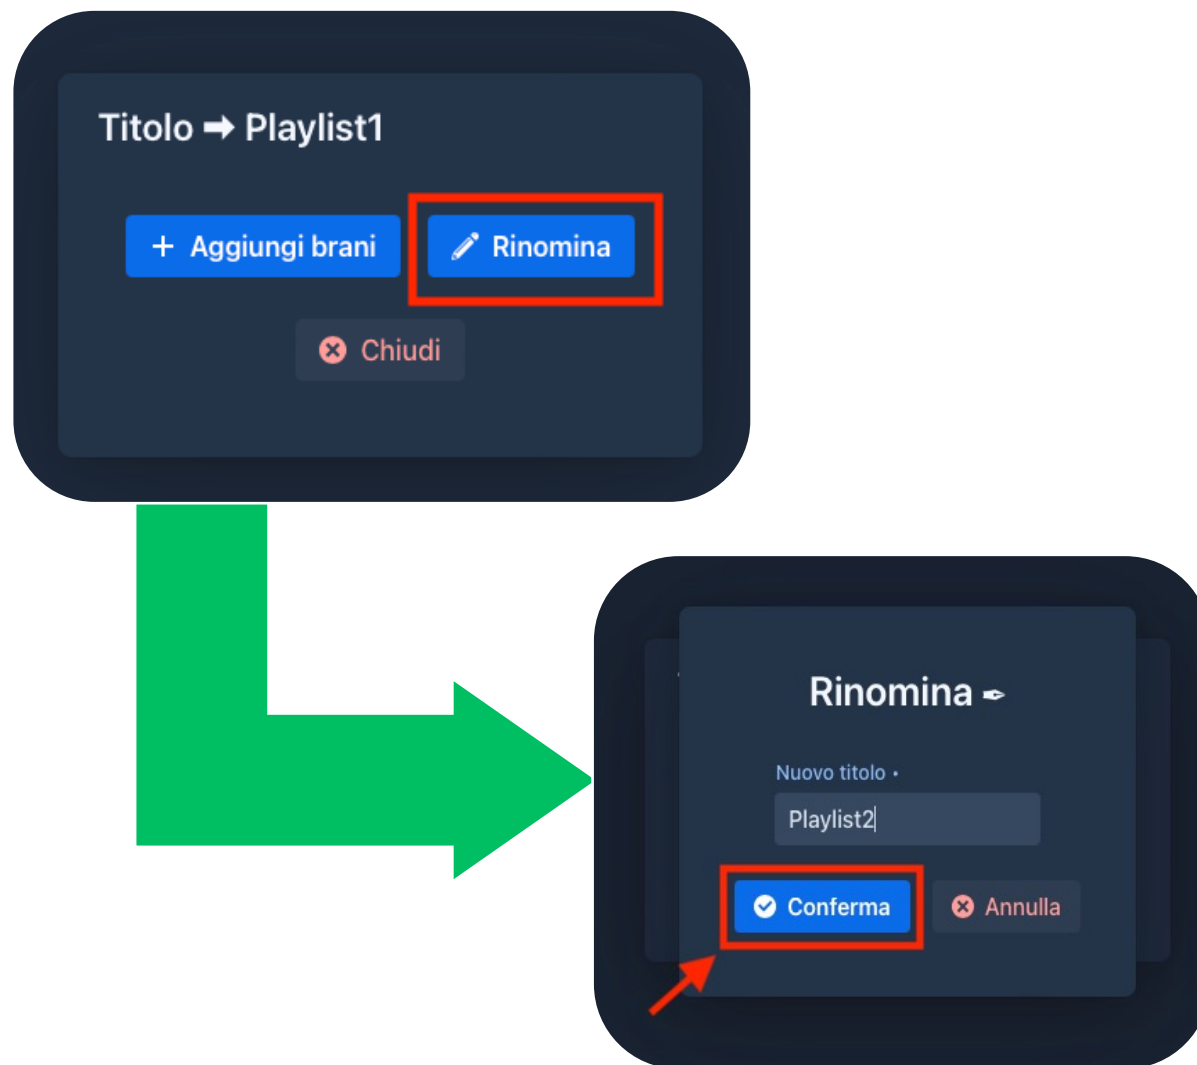 Titolo ➡ Playlist1
+ Aggiungi brani
Rinomina
Chiudi
Rinomina ✒
Nuovo titolo •
Playlist2
Conferma
Annulla